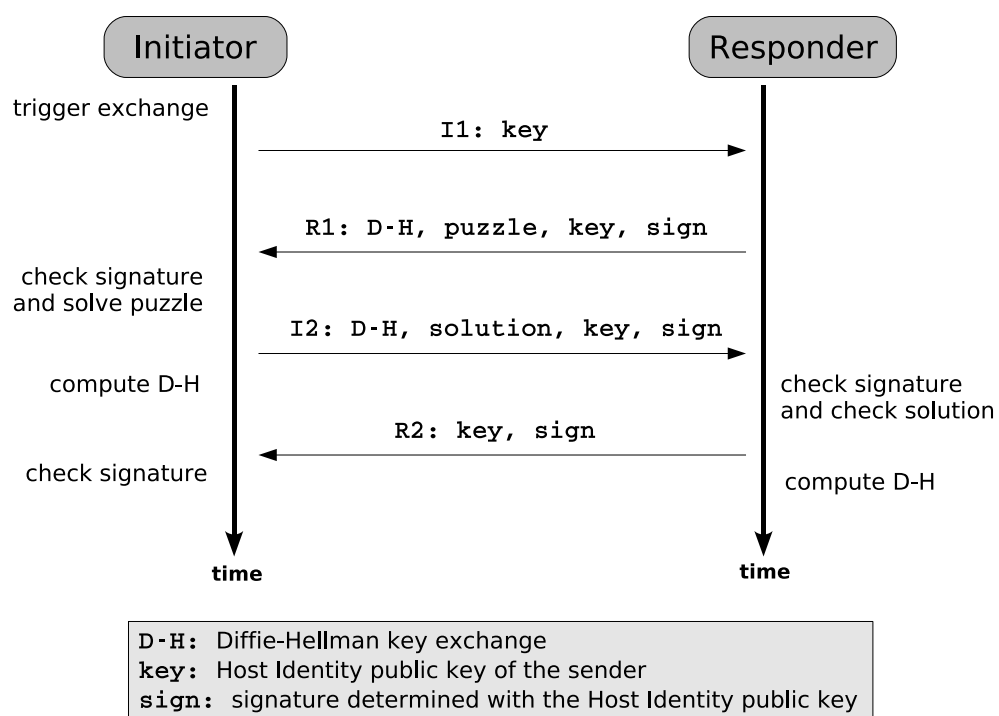 Initiator
Responder
trigger exchange
I1: key
R1: D-H, puzzle, key, sign
check signature
and solve puzzle
I2: D-H, solution, key, sign
compute D-H
check signature
and check solution
R2: key, sign
check signature
compute D-H
time
time
D-H: Diffie-Hellman key exchange
key: Host Identity public key of the sender
sign: signature determined with the Host Identity public key